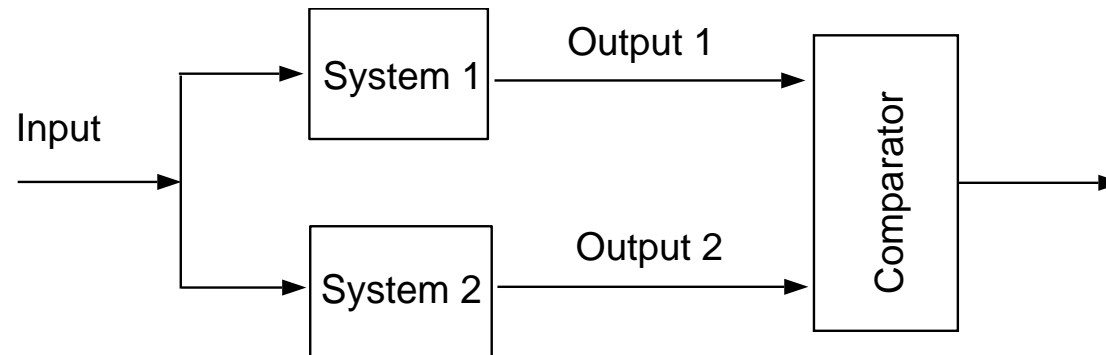 Output 1
System 1
Input
Comparator
Output 2
System 2